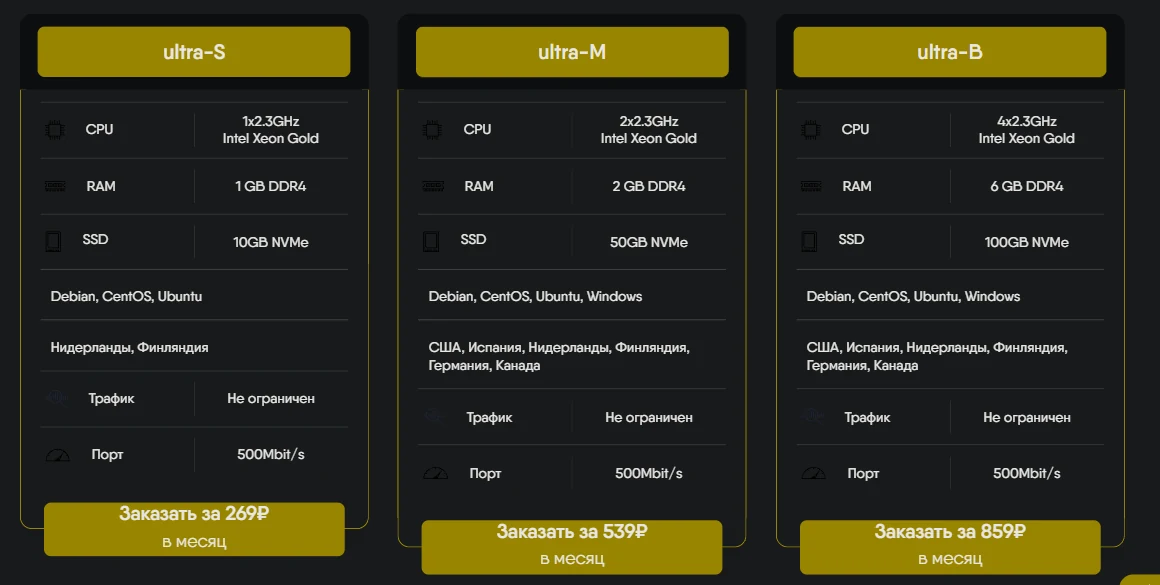 ultra-S
CPU
1x2.3GHz
Intel Xeon Gold
RAM
1 GB DDR4
SSD
10GB NVMe
Debian, CentOS, Ubuntu
Нидерланды, Финляндия
Трафик
Не ограничен
Порт
500Mbit/s
Заказать за 269₽
в месяц
ultra-M
CPU
2x2.3GHz
Intel Xeon Gold
RAM
2 GB DDR4
SSD
50GB NVMe
Debian, CentOS, Ubuntu, Windows
США, Испания, Нидерланды, Финляндия,
Германия, Канада
Трафик
Не ограничен
Порт
500Mbit/s
Заказать за 539₽
в месяц
ultra-B
CPU
4x2.3GHz
Intel Xeon Gold
RAM
6 GB DDR4
SSD
100GB NVMe
Debian, CentOS, Ubuntu, Windows
США, Испания, Нидерланды, Финляндия,
Германия, Канада
Трафик
Не ограничен
Порт
500Mbit/s
Заказать за 859₽
в месяц